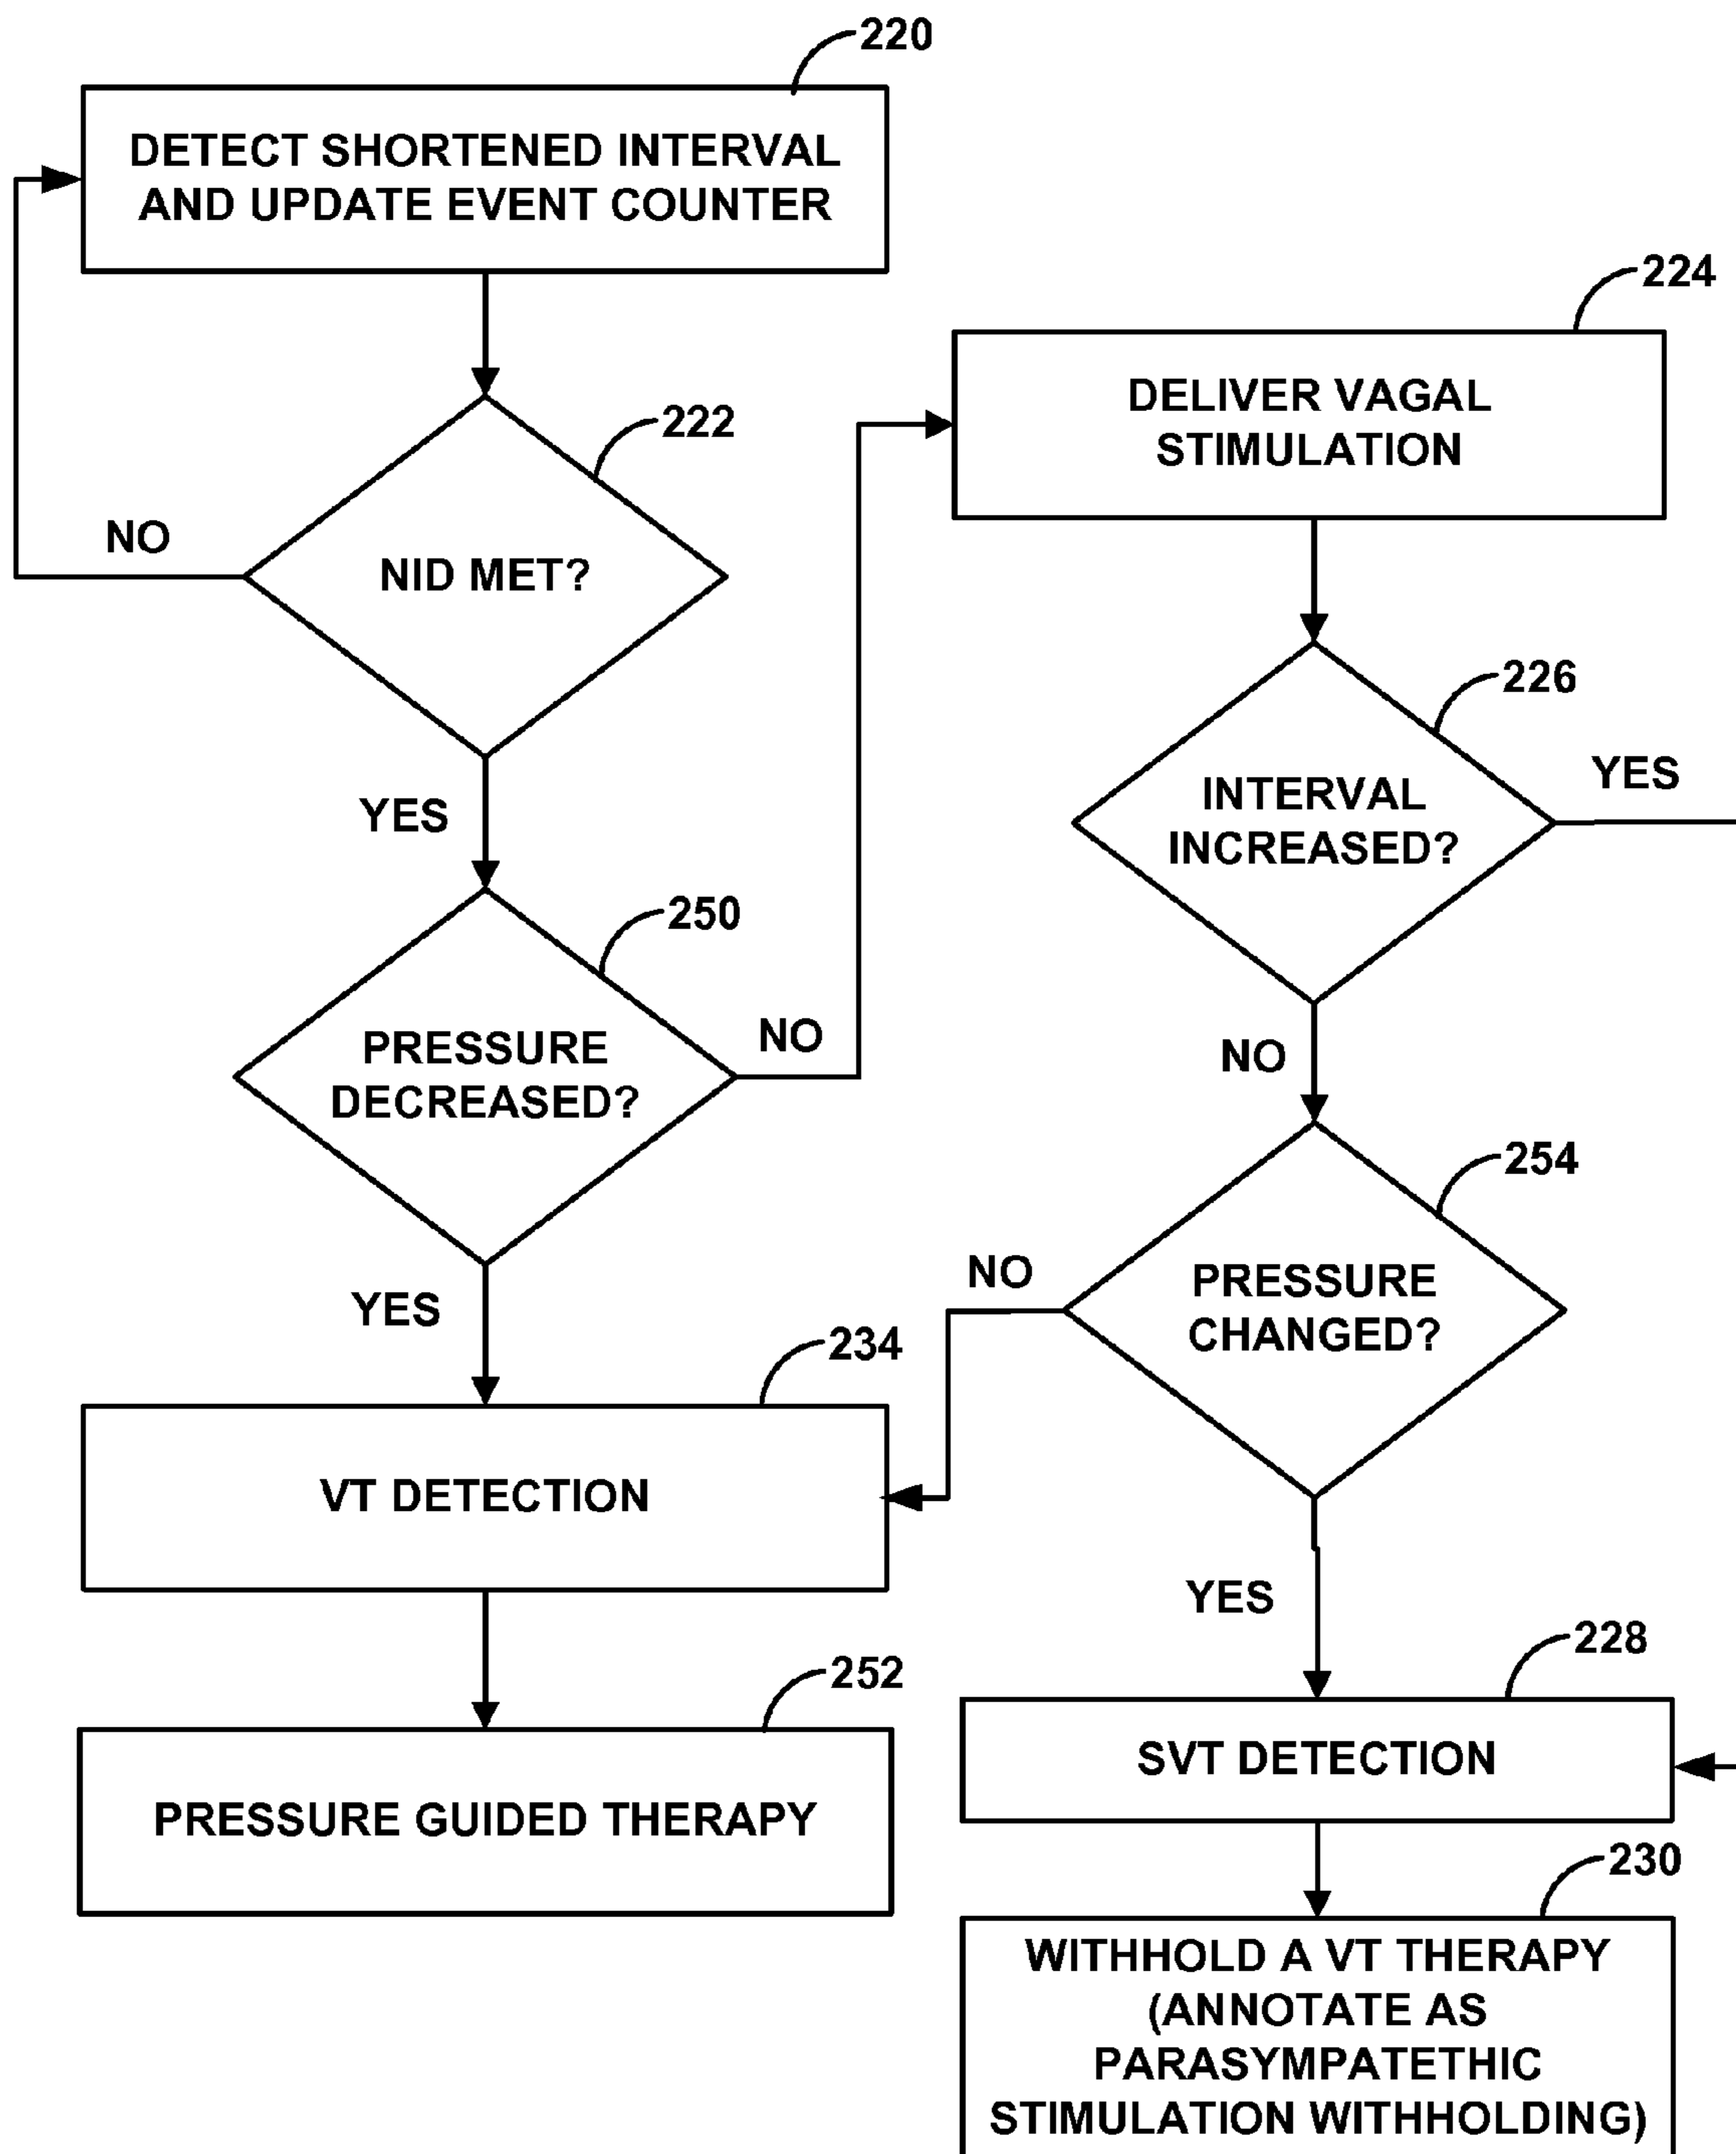 220
DETECT SHORTENED INTERVAL
AND UPDATE EVENT COUNTER
222
NID MET?
NO
YES
250
PRESSURE
DECREASED?
NO
YES
234
VT DETECTION
252
PRESSURE GUIDED THERAPY
224
DELIVER VAGAL
STIMULATION
226
INTERVAL
INCREASED?
YES
NO
254
PRESSURE
CHANGED?
NO
YES
228
SVT DETECTION
230
WITHHOLD A VT THERAPY
(ANNOTATE AS
PARASYMPATETHIC
STIMULATION WITHHOLDING)